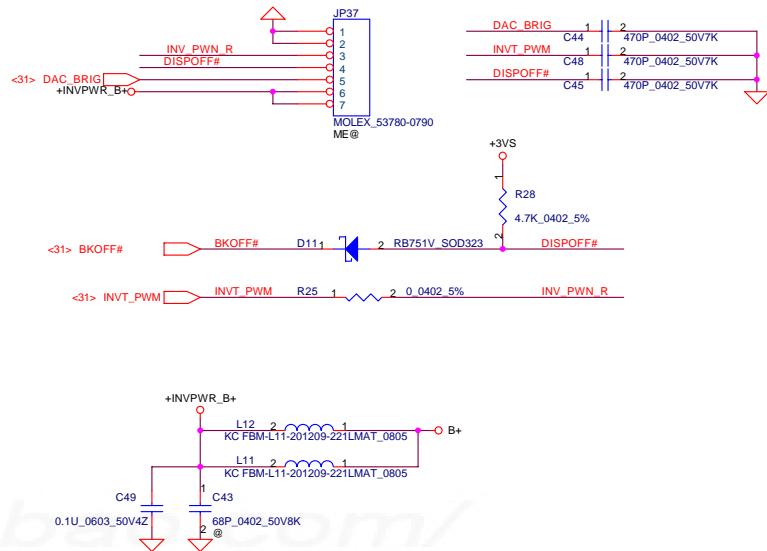 JP37
1
2
INV_PWN_R 3
DISPOFF# 4
<31> DAC_BRIG 5
+INVPWR_B+ 6
7
MOLEX_53780-0790
ME@
DAC_BRIG 1 2
C44 470P_0402_50V7K
INVT_PWM 1 2
C48 470P_0402_50V7K
DISPOFF# 1 2
C45 470P_0402_50V7K
+3VS
1
R28
4.7K_0402_5%
2
<31> BKOFF# BKOFF# D11 1 2 RB751V_SOD323 DISPOFF#
<31> INVT_PWM INVT_PWM R25 1 2 0_0402_5% INV_PWN_R
+INVPWR_B+
L12 2 1 B+
KC FBM-L11-201209-221LMAT_0805
L11 2 1
KC FBM-L11-201209-221LMAT_0805
1
C49 C43
0.1U_0603_50V4Z 68P_0402_50V8K
2 @
bao.com/